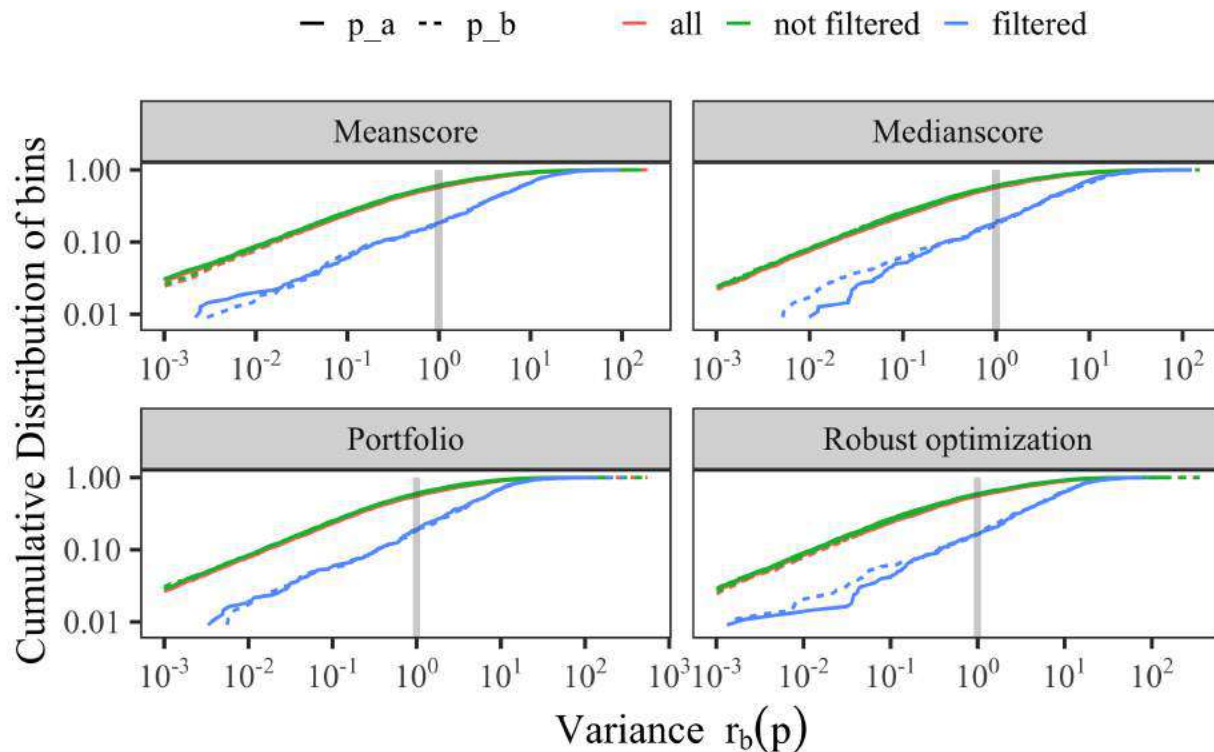 p_a p_b all not filtered filtered
Meanscore Medianscore
Cumulative Distribution of bins
1.00
0.10
0.01
10⁻³ 10⁻² 10⁻¹ 10⁰ 10¹ 10² 10⁻³ 10⁻² 10⁻¹ 10⁰ 10¹ 10²
Portfolio Robust optimization
1.00
0.10
0.01
10⁻³ 10⁻² 10⁻¹ 10⁰ 10¹ 10² 10³ 10⁻³ 10⁻² 10⁻¹ 10⁰ 10¹ 10²
Variance r_b(p)